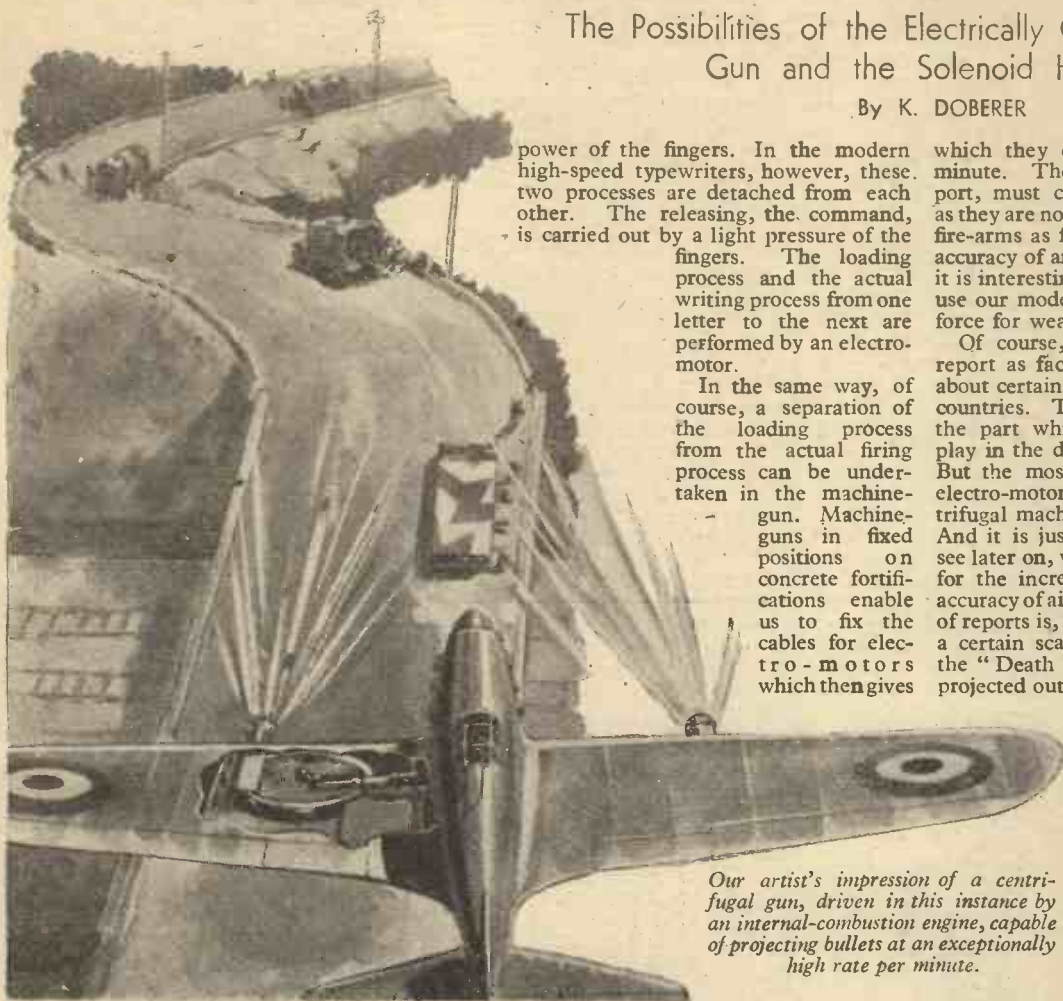 The Possibilities of the Electrically
Gun and the Solenoid
By K. DOBERER
power of the fingers. In the modern
high-speed typewriters, however, these
two processes are detached from each
other. The releasing, the command,
is carried out by a light pressure of the
fingers. The loading
process and the actual
writing process from one
letter to the next are
performed by an electro-
motor.
In the same way, of
course, a separation of
the loading process
from the actual firing
process can be under-
taken in the machine-
gun. Machine-
guns in fixed
positions on
concrete fortifi-
cations enable
us to fix the
cables for elec-
tro-motors
which then gives
which they
minute. The
port, must
as they are no
fire-arms as
accuracy of
it is interesting
use our mode
force for wea
Of course,
report as fac
about certain
countries. T
the part wh
play in the d
But the mos
electro-motor
trifugal mach
And it is jus
see later on,
for the incre
accuracy of ai
of reports is,
a certain sca
the "Death
projected out
Our artist's impression of a centri-
fugal gun, driven in this instance by
an internal-combustion engine, capable
of projecting bullets at an exceptionally
high rate per minute.